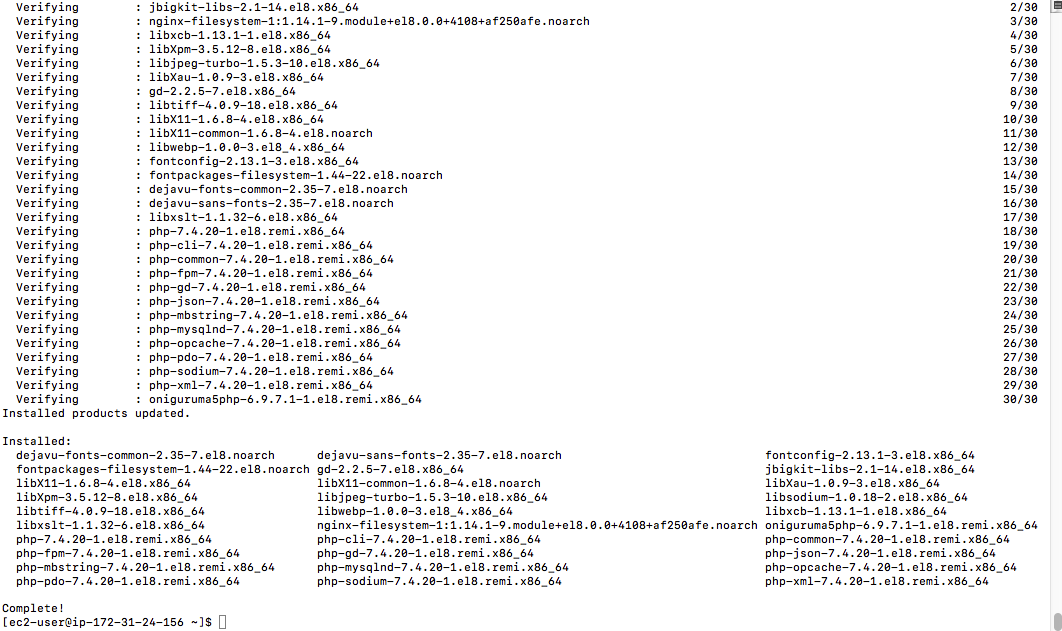 Verifying : jbigkit-libs-2.1-14.el8.x86_64 2/30
Verifying : nginx-filesystem-1:1.14.1-9.module+el8.0.0+4108+af250afe.noarch 3/30
Verifying : libxcb-1.13.1-1.el8.x86_64 4/30
Verifying : libXpm-3.5.12-8.el8.x86_64 5/30
Verifying : libjpeg-turbo-1.5.3-10.el8.x86_64 6/30
Verifying : libXau-1.0.9-3.el8.x86_64 7/30
Verifying : gd-2.2.5-7.el8.x86_64 8/30
Verifying : libtiff-4.0.9-18.el8.x86_64 9/30
Verifying : libX11-1.6.8-4.el8.x86_64 10/30
Verifying : libX11-common-1.6.8-4.el8.noarch 11/30
Verifying : libwebp-1.0.0-3.el8_4.x86_64 12/30
Verifying : fontconfig-2.13.1-3.el8.x86_64 13/30
Verifying : fontpackages-filesystem-1.44-22.el8.noarch 14/30
Verifying : dejavu-fonts-common-2.35-7.el8.noarch 15/30
Verifying : dejavu-sans-fonts-2.35-7.el8.noarch 16/30
Verifying : libxslt-1.1.32-6.el8.x86_64 17/30
Verifying : php-7.4.20-1.el8.remi.x86_64 18/30
Verifying : php-cli-7.4.20-1.el8.remi.x86_64 19/30
Verifying : php-common-7.4.20-1.el8.remi.x86_64 20/30
Verifying : php-fpm-7.4.20-1.el8.remi.x86_64 21/30
Verifying : php-gd-7.4.20-1.el8.remi.x86_64 22/30
Verifying : php-json-7.4.20-1.el8.remi.x86_64 23/30
Verifying : php-mbstring-7.4.20-1.el8.remi.x86_64 24/30
Verifying : php-mysqlnd-7.4.20-1.el8.remi.x86_64 25/30
Verifying : php-opcache-7.4.20-1.el8.remi.x86_64 26/30
Verifying : php-pdo-7.4.20-1.el8.remi.x86_64 27/30
Verifying : php-sodium-7.4.20-1.el8.remi.x86_64 28/30
Verifying : php-xml-7.4.20-1.el8.remi.x86_64 29/30
Verifying : oniguruma5php-6.9.7.1-1.el8.remi.x86_64 30/30
Installed products updated.
Installed:
dejavu-fonts-common-2.35-7.el8.noarch dejavu-sans-fonts-2.35-7.el8.noarch fontconfig-2.13.1-3.el8.x86_64
fontpackages-filesystem-1.44-22.el8.noarch gd-2.2.5-7.el8.x86_64 jbigkit-libs-2.1-14.el8.x86_64
libX11-1.6.8-4.el8.x86_64 libX11-common-1.6.8-4.el8.noarch libXau-1.0.9-3.el8.x86_64
libXpm-3.5.12-8.el8.x86_64 libjpeg-turbo-1.5.3-10.el8.x86_64 libsodium-1.0.18-2.el8.x86_64
libtiff-4.0.9-18.el8.x86_64 libwebp-1.0.0-3.el8_4.x86_64 libxcb-1.13.1-1.el8.x86_64
libxslt-1.1.32-6.el8.x86_64 nginx-filesystem-1:1.14.1-9.module+el8.0.0+4108+af250afe.noarch oniguruma5php-6.9.7.1-1.el8.remi.x86_64
php-7.4.20-1.el8.remi.x86_64 php-cli-7.4.20-1.el8.remi.x86_64 php-common-7.4.20-1.el8.remi.x86_64
php-fpm-7.4.20-1.el8.remi.x86_64 php-gd-7.4.20-1.el8.remi.x86_64 php-json-7.4.20-1.el8.remi.x86_64
php-mbstring-7.4.20-1.el8.remi.x86_64 php-mysqlnd-7.4.20-1.el8.remi.x86_64 php-opcache-7.4.20-1.el8.remi.x86_64
php-pdo-7.4.20-1.el8.remi.x86_64 php-sodium-7.4.20-1.el8.remi.x86_64 php-xml-7.4.20-1.el8.remi.x86_64
Complete!
[ec2-user@ip-172-31-24-156 ~]$